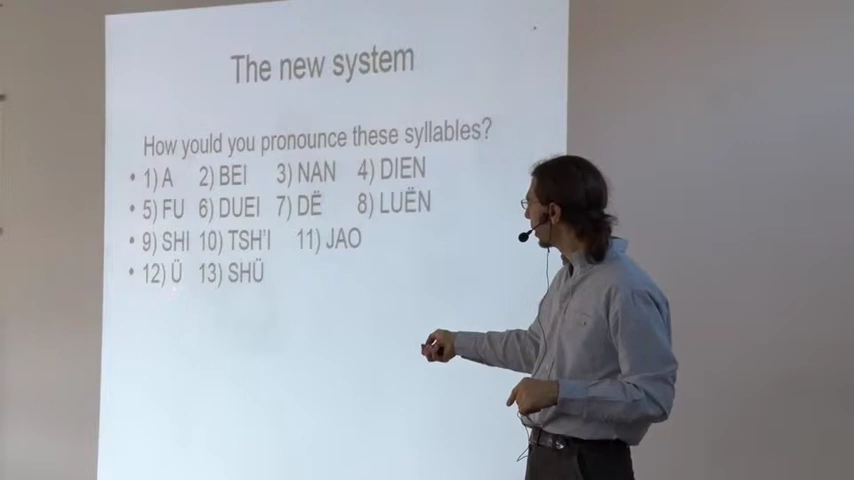 The new system
How would you pronounce these syllables?
• 1) A 2) BEI 3) NAN 4) DIEN
• 5) FU 6) DUEI 7) DË 8) LUËN
• 9) SHI 10) TSH'I 11) JAO
• 12) Ü 13) SHÜ